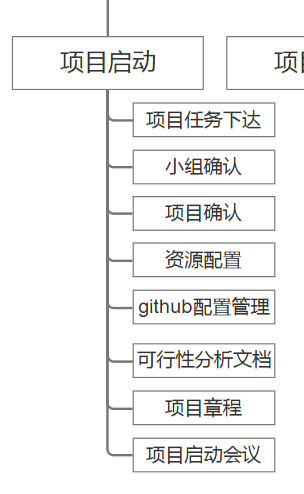 项目启动
项目任务下达
小组确认
项目确认
资源配置
github配置管理
可行性分析文档
项目章程
项目启动会议